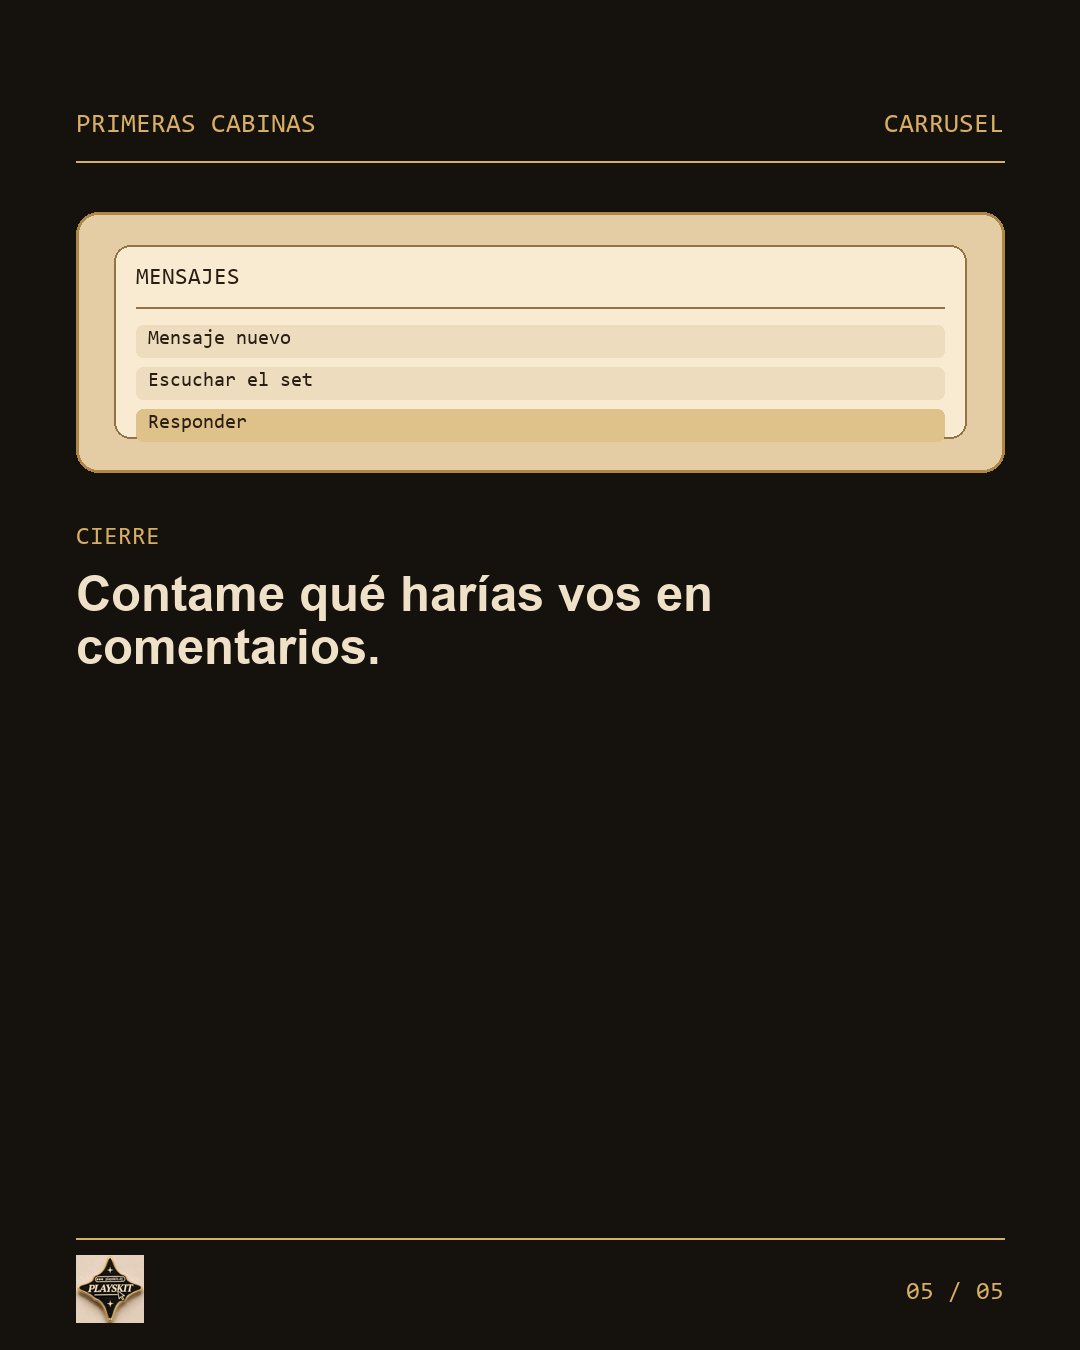 PRIMERAS CABINAS
CARRUSEL
MENSAJES
Mensaje nuevo
Escuchar el set
Responder
CIERRE
Contame qué harías vos en
comentarios.
PLAYSKIT
05 / 05